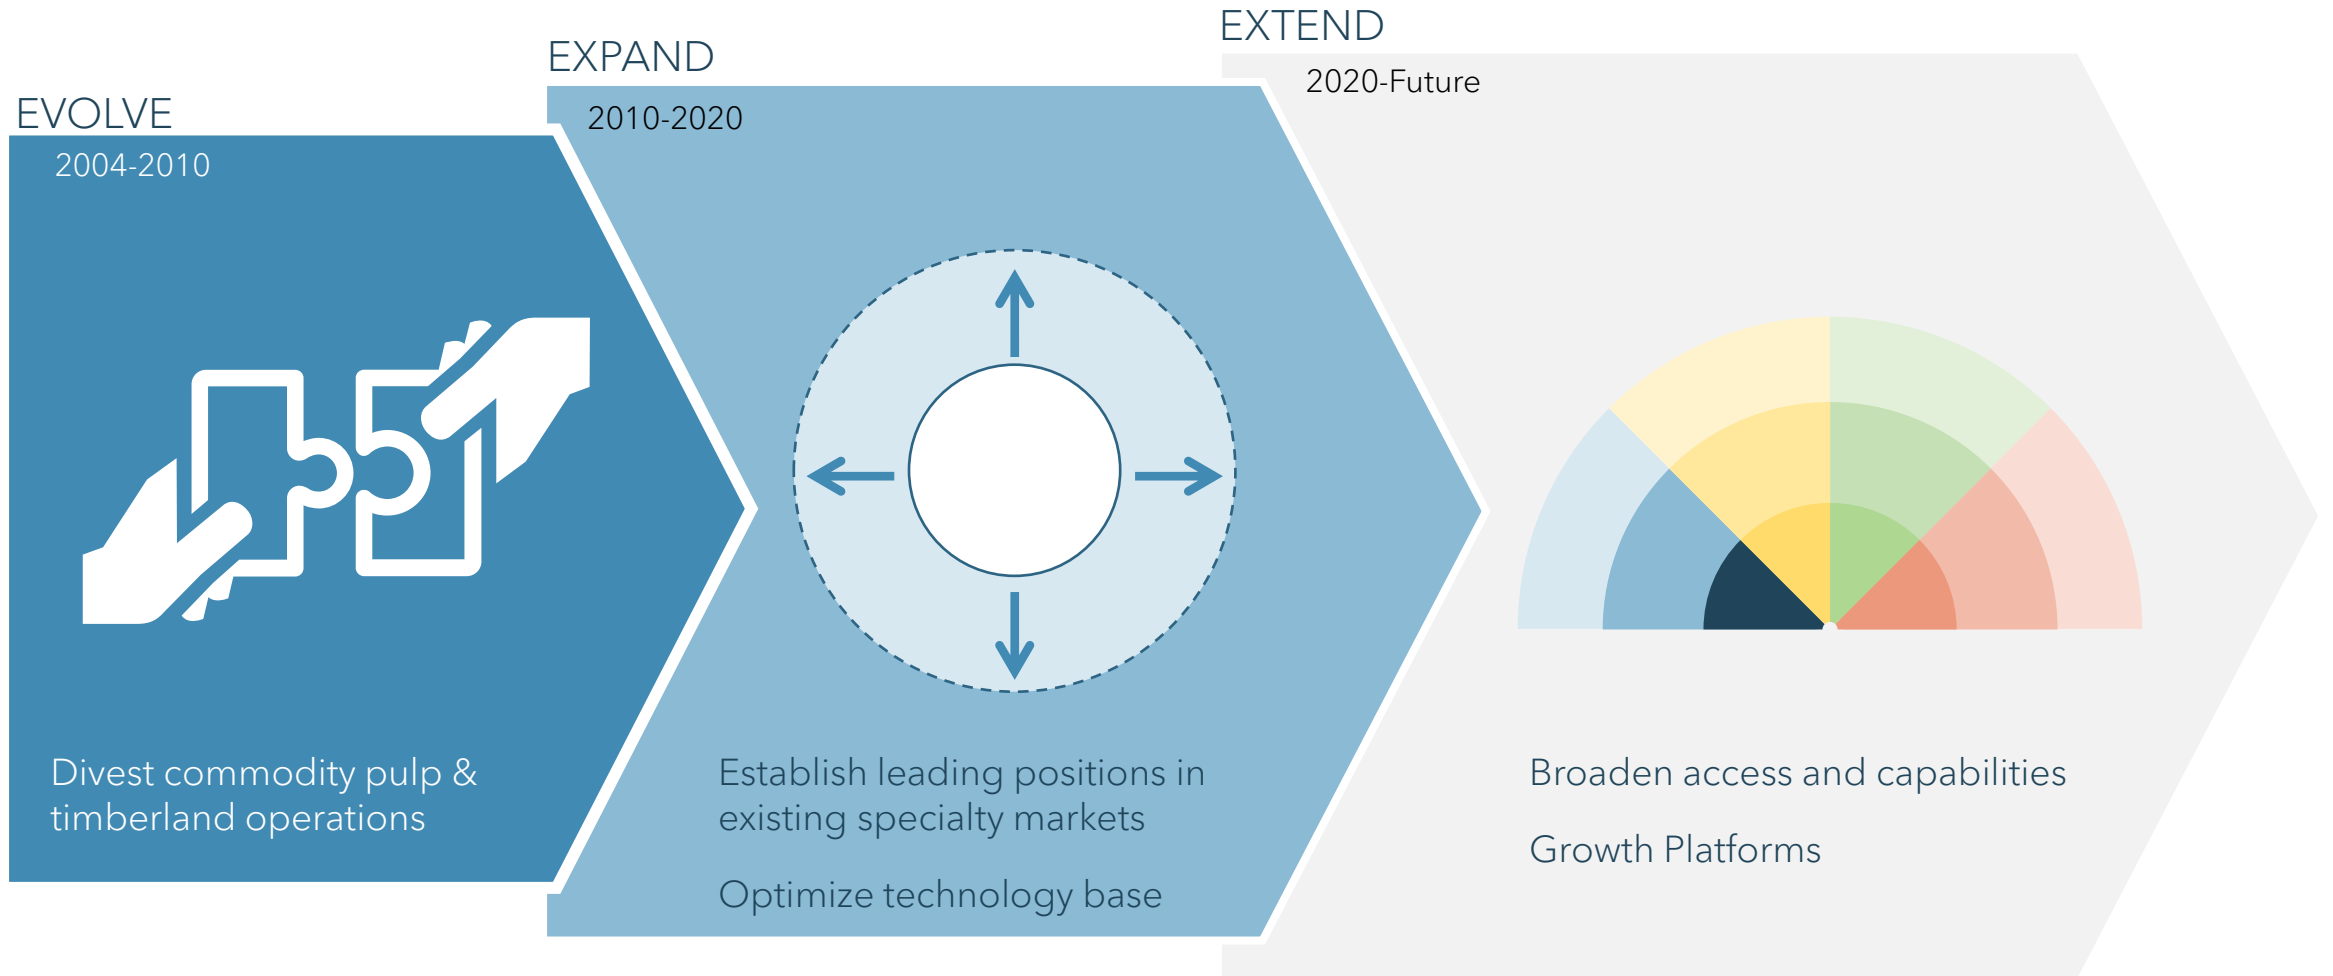 EVOLVE
2004-2010
Divest commodity pulp &
timberland operations
EXPAND
2010-2020
Establish leading positions in
existing specialty markets
Optimize technology base
EXTEND
2020-Future
Broaden access and capabilities
Growth Platforms